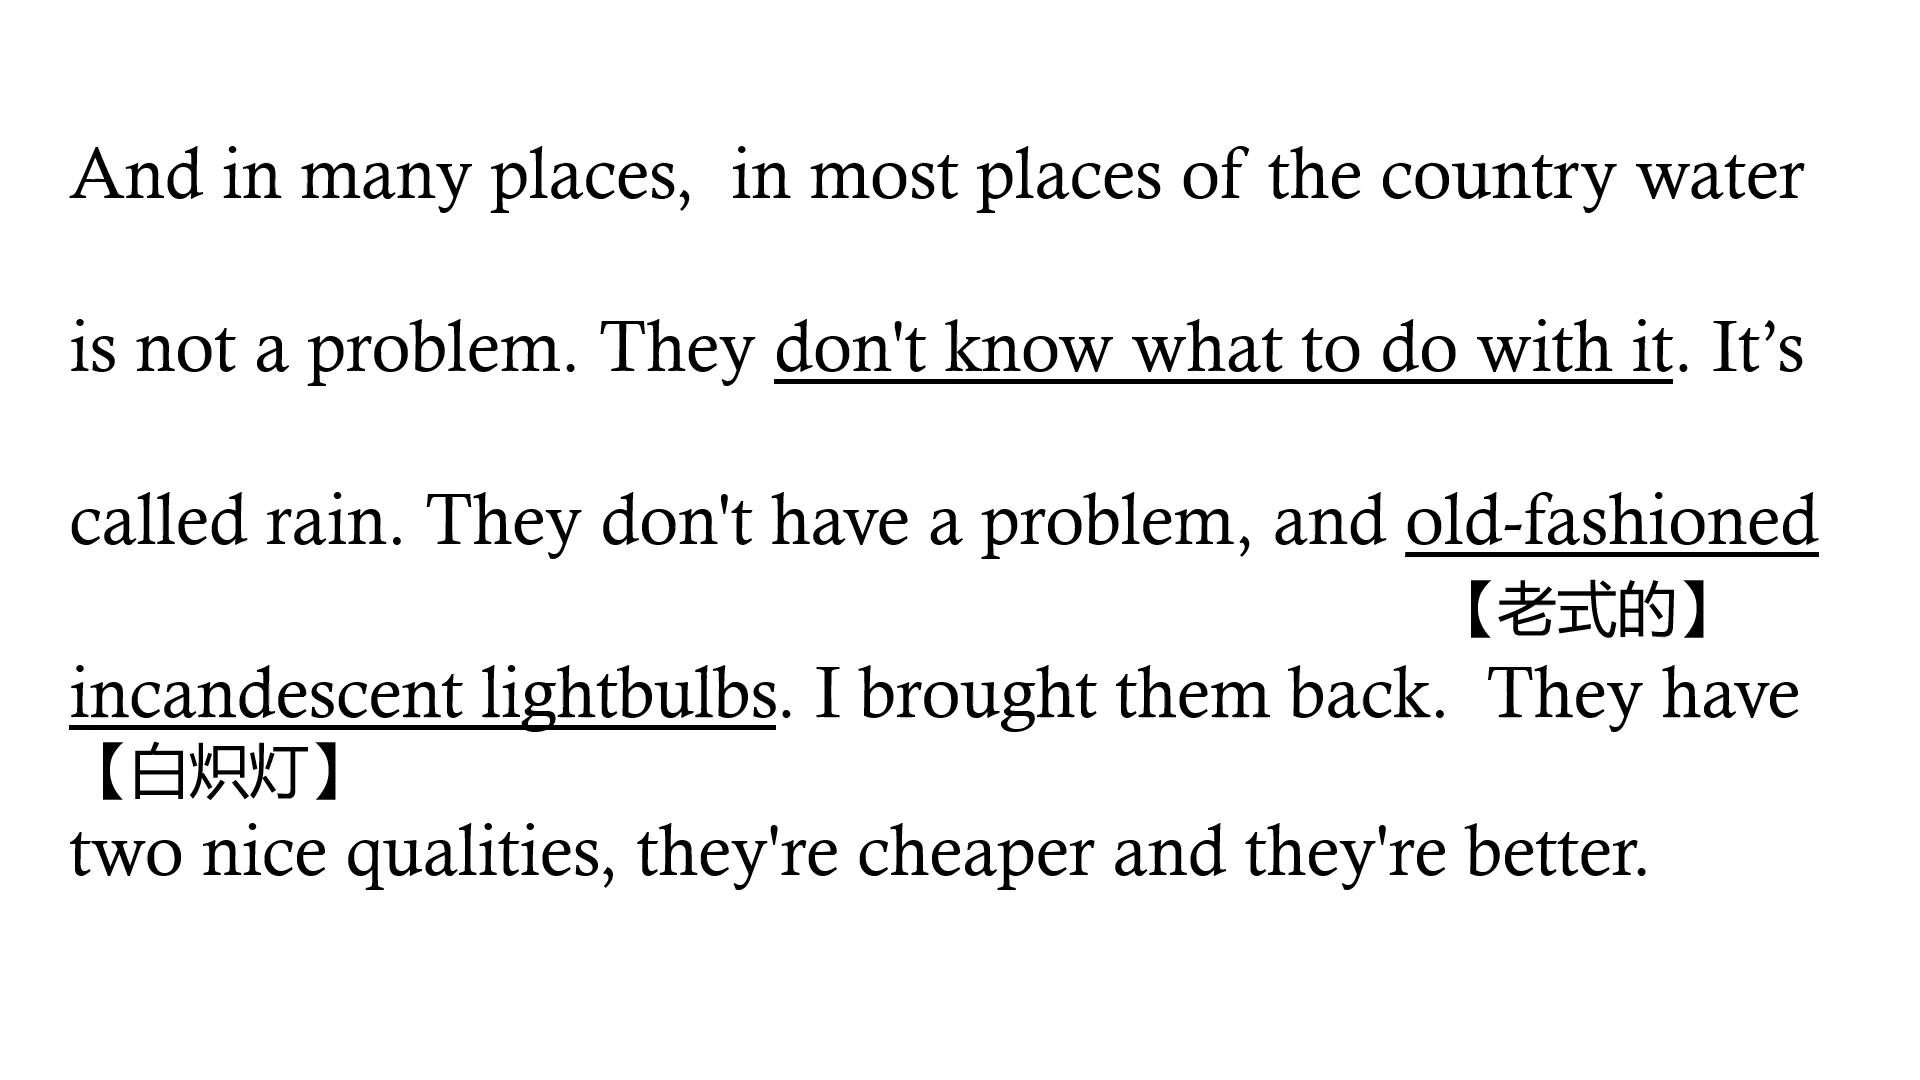 And in many places,  in most places of the country water
is not a problem. They don't know what to do with it. It’s
called rain. They don't have a problem, and old-fashioned
【老式的】
incandescent lightbulbs. I brought them back.  They have
【白炽灯】
two nice qualities, they're cheaper and they're better.